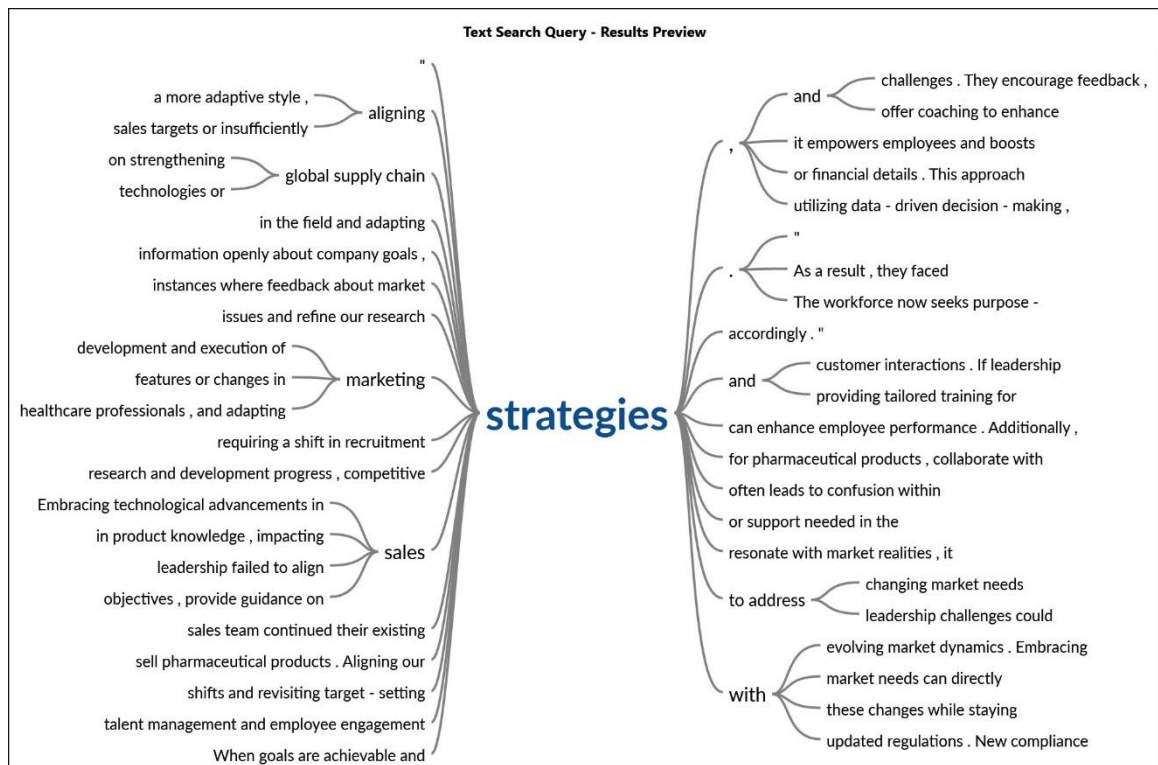 Text Search Query - Results Preview
"
a more adaptive style ,
sales targets or insufficiently
aligning
on strengthening
technologies or
global supply chain
in the field and adapting
information openly about company goals ,
instances where feedback about market
issues and refine our research
development and execution of
features or changes in
healthcare professionals , and adapting
marketing
requiring a shift in recruitment
research and development progress , competitive
Embracing technological advancements in
in product knowledge , impacting
leadership failed to align
objectives , provide guidance on
sales
sales team continued their existing
sell pharmaceutical products . Aligning our
shifts and revisiting target - setting
talent management and employee engagement
When goals are achievable and
strategies
,
and
challenges . They encourage feedback ,
offer coaching to enhance
it empowers employees and boosts
or financial details . This approach
utilizing data - driven decision - making ,
.
"
As a result , they faced
The workforce now seeks purpose -
accordingly . "
and
customer interactions . If leadership
providing tailored training for
can enhance employee performance . Additionally ,
for pharmaceutical products , collaborate with
often leads to confusion within
or support needed in the
resonate with market realities , it
to address
changing market needs
leadership challenges could
with
evolving market dynamics . Embracing
market needs can directly
these changes while staying
updated regulations . New compliance